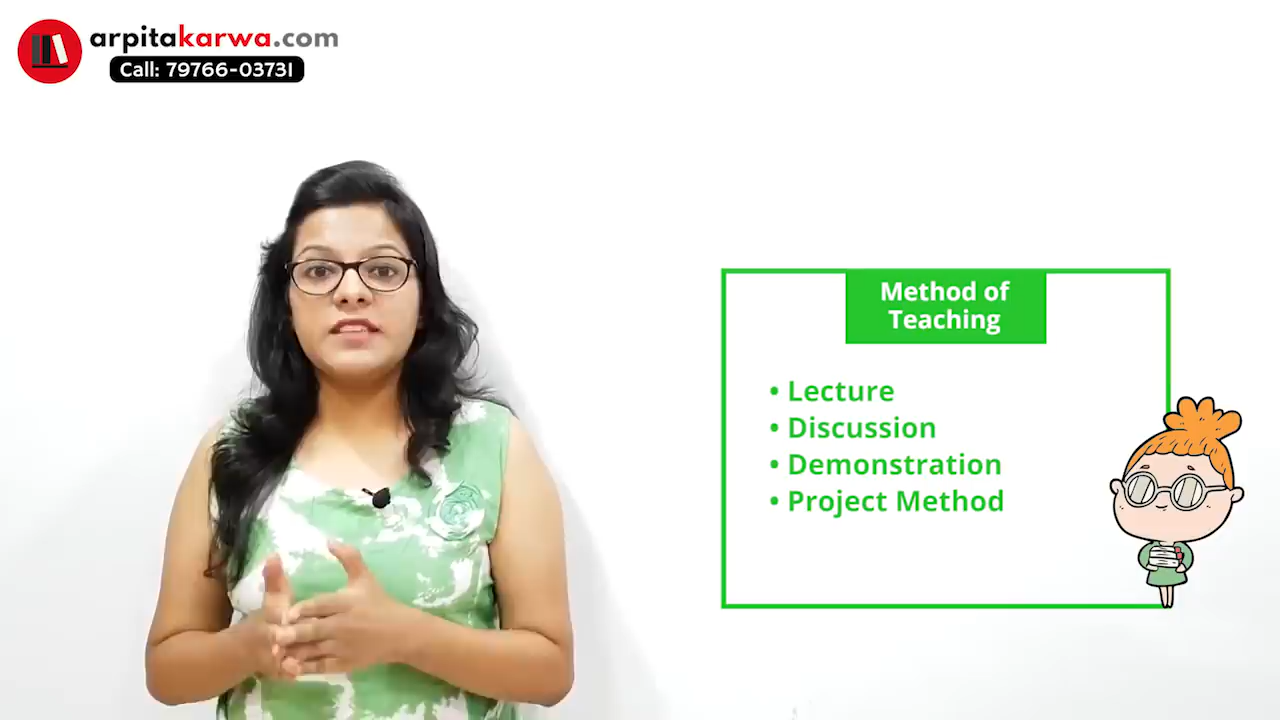 arpitakarwa.com
Call: 79766-03731
Method of
Teaching
• Lecture
• Discussion
• Demonstration
• Project Method